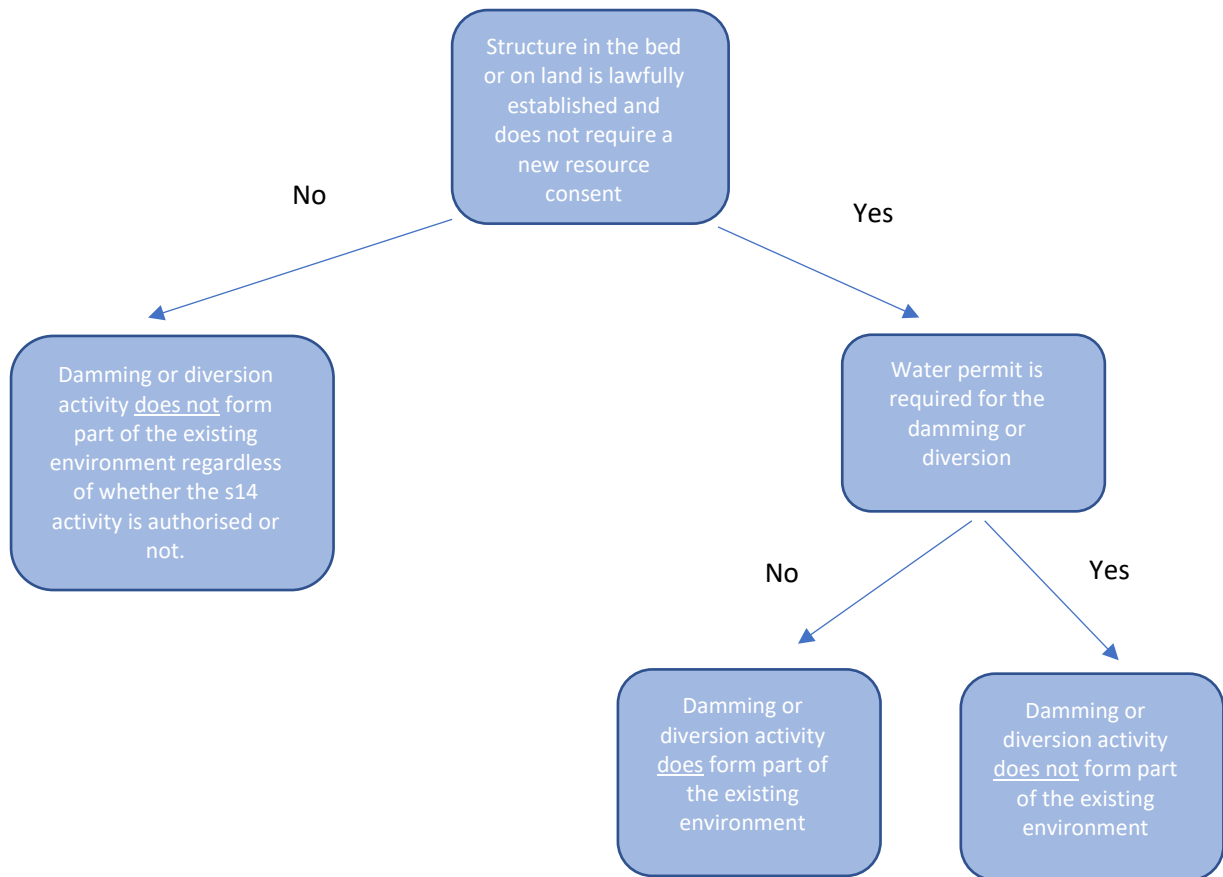 Structure in the bed
or on land is lawfully
established and
does not require a
new resource
consent
No
Yes
Damming or diversion
activity does not form
part of the existing
environment regardless
of whether the s14
activity is authorised or
not.
Water permit is
required for the
damming or
diversion
No
Yes
Damming or
diversion activity
does form part of
the existing
environment
Damming or
diversion activity
does not form part
of the existing
environment